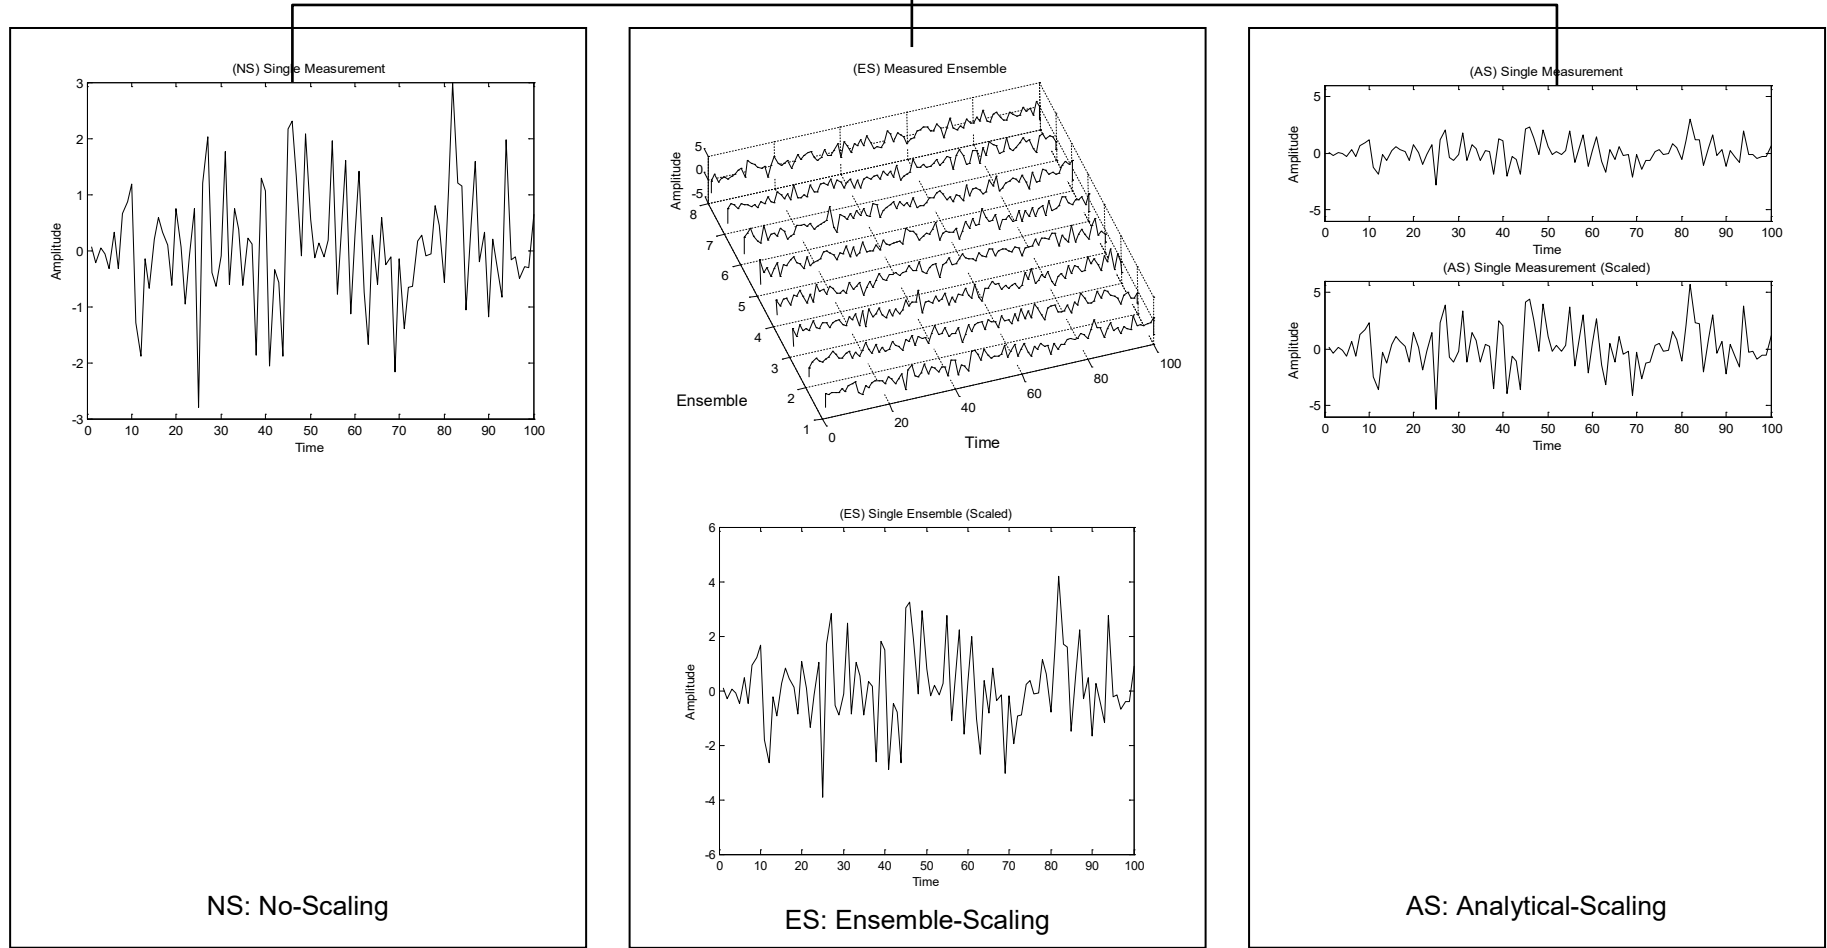 (NS) Single Measurement
3
2
1
0
-1
-2
-3
Amplitude
0 10 20 30 40 50 60 70 80 90 100
Time
NS: No-Scaling
(ES) Measured Ensemble
5
0
-5
Amplitude
8
7
6
5
4
3
2
1
Ensemble
0 20 40 60 80 100
Time
(ES) Single Ensemble (Scaled)
6
4
2
0
-2
-4
-6
Amplitude
0 10 20 30 40 50 60 70 80 90 100
Time
ES: Ensemble-Scaling
(AS) Single Measurement
5
0
-5
Amplitude
0 10 20 30 40 50 60 70 80 90 100
Time
(AS) Single Measurement (Scaled)
5
0
-5
Amplitude
0 10 20 30 40 50 60 70 80 90 100
Time
AS: Analytical-Scaling